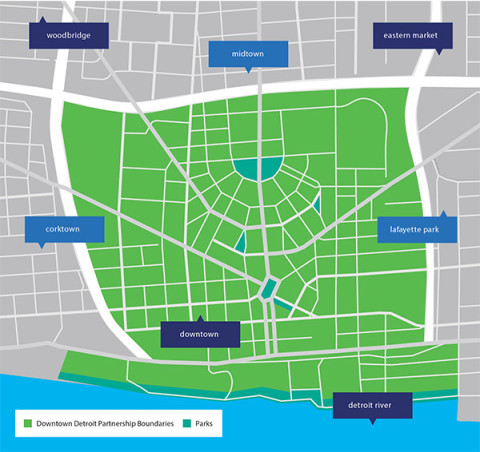 woodbridge
midtown
eastern market
corktown
lafayette park
downtown
detroit river
Downtown Detroit Partnership Boundaries Parks